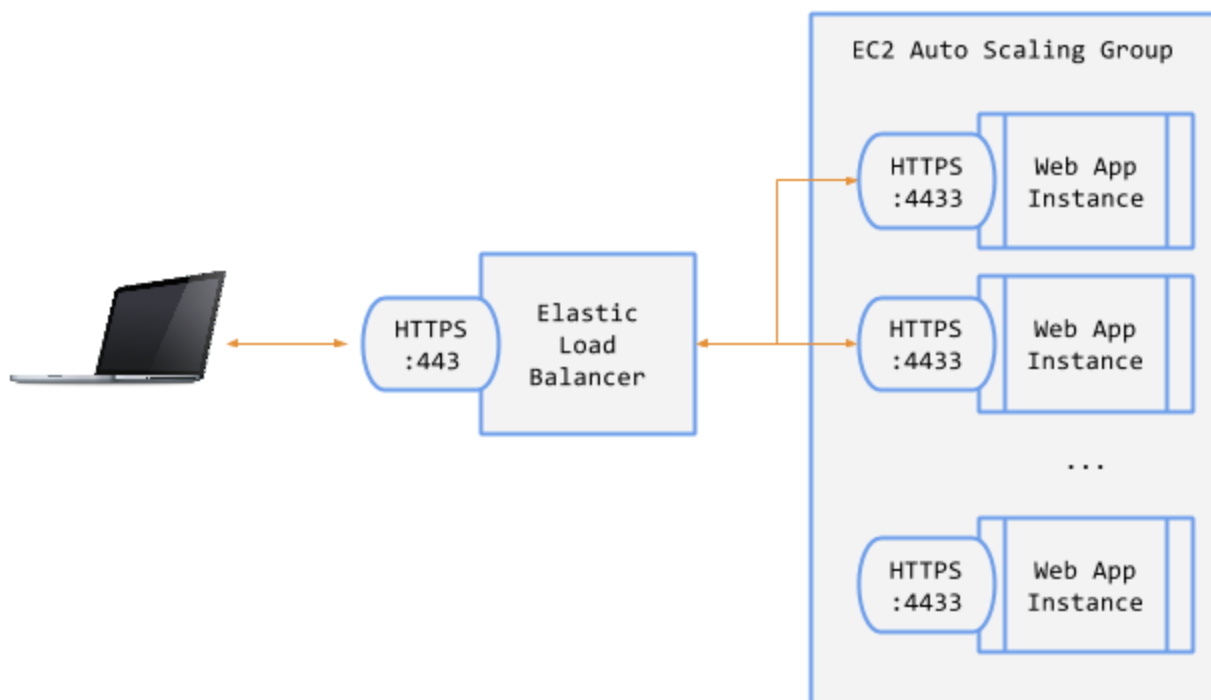 EC2 Auto Scaling Group
HTTPS
:4433
Web App
Instance
HTTPS
:443
Elastic
Load
Balancer
HTTPS
:4433
Web App
Instance
...
HTTPS
:4433
Web App
Instance